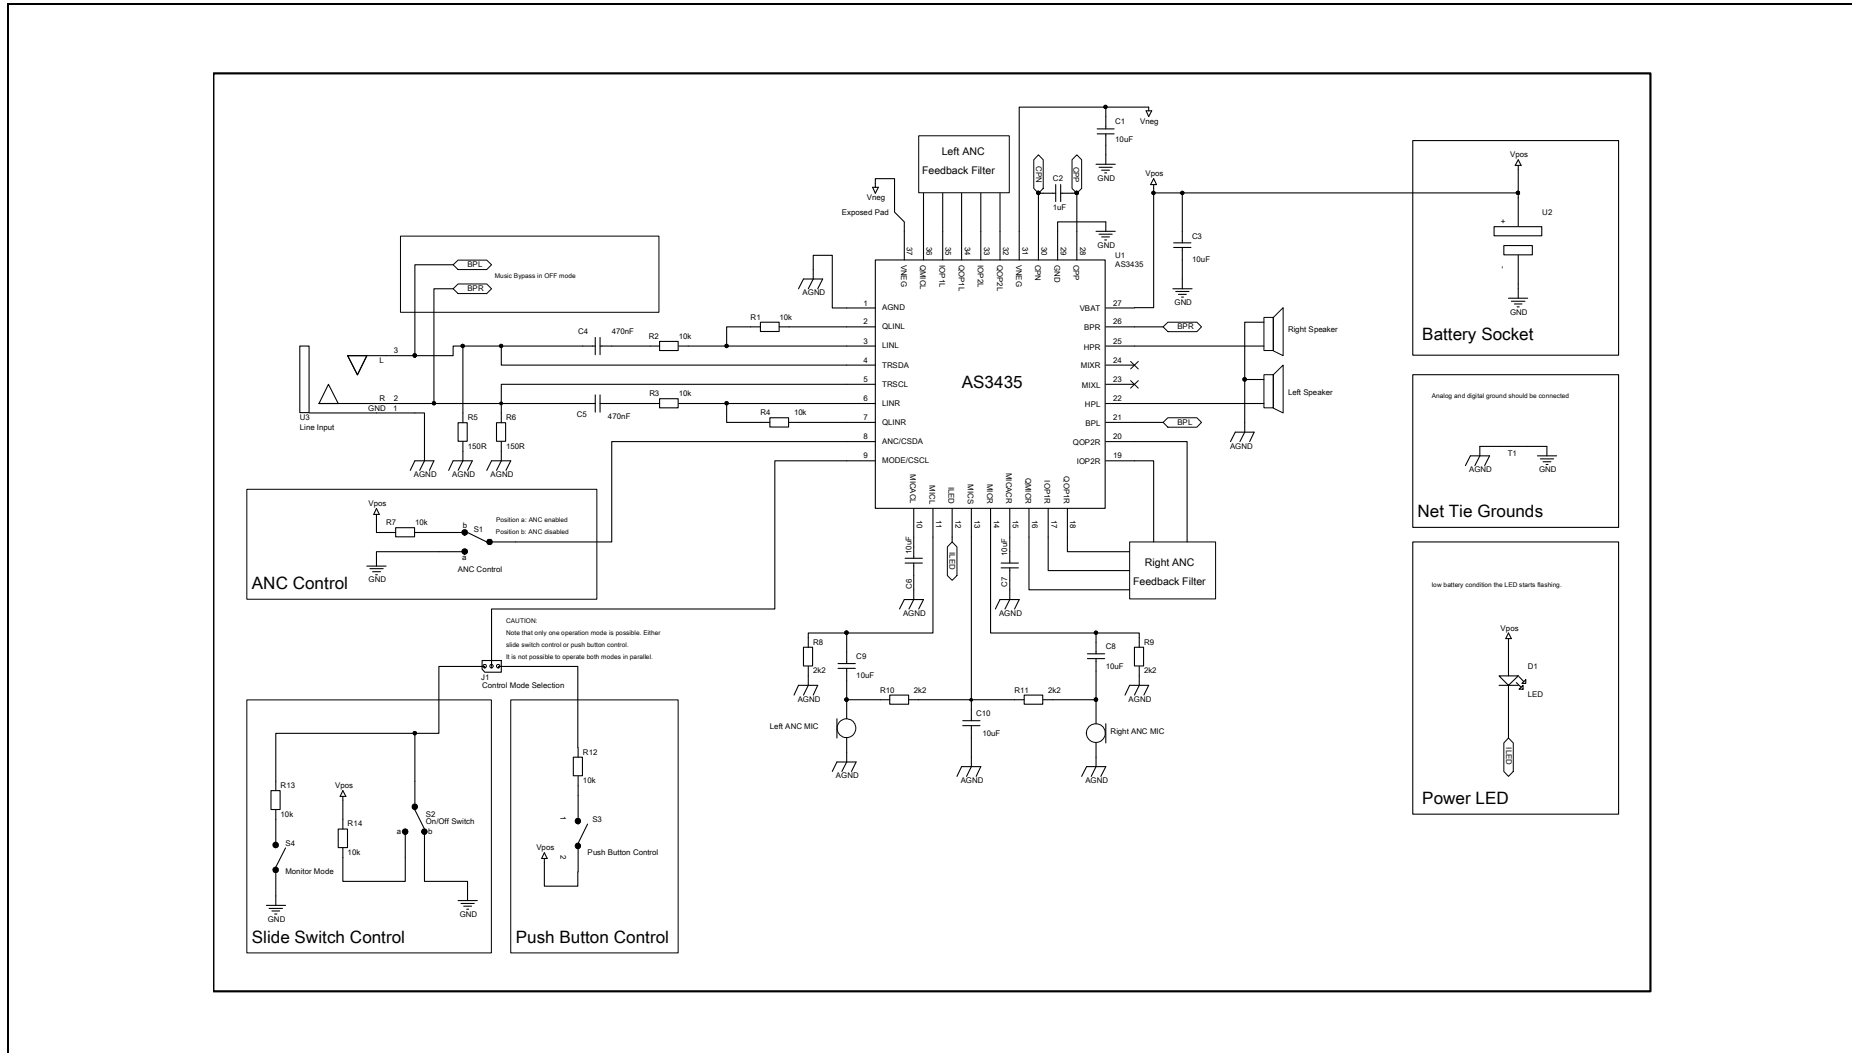 C1
10uF
Vneg
GND
Left ANC
Feedback Filter
CPN
CPP
C2
1uF
Vneg
Exposed Pad
GND
U1
AS3435
Vpos
C3
10uF
GND
Vpos
U2
+
-
GND
Battery Socket
BPL
BPR
Music Bypass in OFF mode
AGND
37
36
35
34
33
32
31
30
29
28
VNEG
QMICL
IOP1L
QOP1L
IOP2L
QOP2L
VNEG
CPN
GND
CPP
1 AGND
2 QLINL
3 LINL
4 TRSDA
5 TRSCL
6 LINR
7 QLINR
8 ANC/CSDA
9 MODE/CSCL
AS3435
VBAT 27
BPR 26
HPR 25
MIXR 24
MIXL 23
HPL 22
BPL 21
QOP2R 20
IOP2R 19
BPR
BPL
Right Speaker
Left Speaker
AGND
R1 10k
C4 470nF
R2 10k
R3 10k
C5 470nF
R4 10k
3
L
R 2
GND 1
U3
Line Input
R5
150R
R6
150R
AGND
AGND
AGND
MICACL
MICL
ILED
MICS
MICR
MICACR
QMICR
IOP1R
QOP1R
10
11
12
13
14
15
16
17
18
10uF
C6
AGND
ILED
10uF
C7
AGND
Right ANC
Feedback Filter
Analog and digital ground should be connected
T1
AGND
GND
Net Tie Grounds
Vpos
R7 10k
b
S1
a
Position a: ANC enabled
Position b: ANC disabled
ANC Control
GND
ANC Control
CAUTION:
Note that only one operation mode is possible. Either
slide switch control or push button control.
It is not possible to operate both modes in parallel.
J1
Control Mode Selection
R8
2k2
AGND
C9
10uF
R10 2k2
R11 2k2
C8
10uF
R9
2k2
AGND
C10
10uF
Left ANC MIC
Right ANC MIC
AGND
AGND
AGND
low battery condition the LED starts flashing.
Vpos
D1
LED
ILED
Power LED
R13
10k
S4
Monitor Mode
GND
Vpos
R14
10k
S2
On/Off Switch
a
b
GND
Slide Switch Control
R12
10k
1
S3
2
Push Button Control
Vpos
Push Button Control